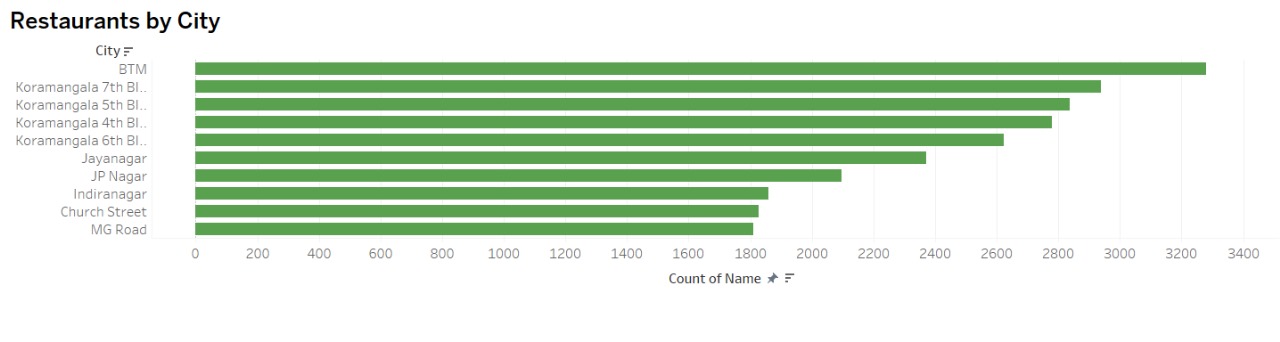 Restaurants by City
City
BTM
Koramangala 7th Bl..
Koramangala 5th Bl..
Koramangala 4th Bl..
Koramangala 6th Bl..
Jayanagar
JP Nagar
Indiranagar
Church Street
MG Road
0 200 400 600 800 1000 1200 1400 1600 1800 2000 2200 2400 2600 2800 3000 3200 3400
Count of Name